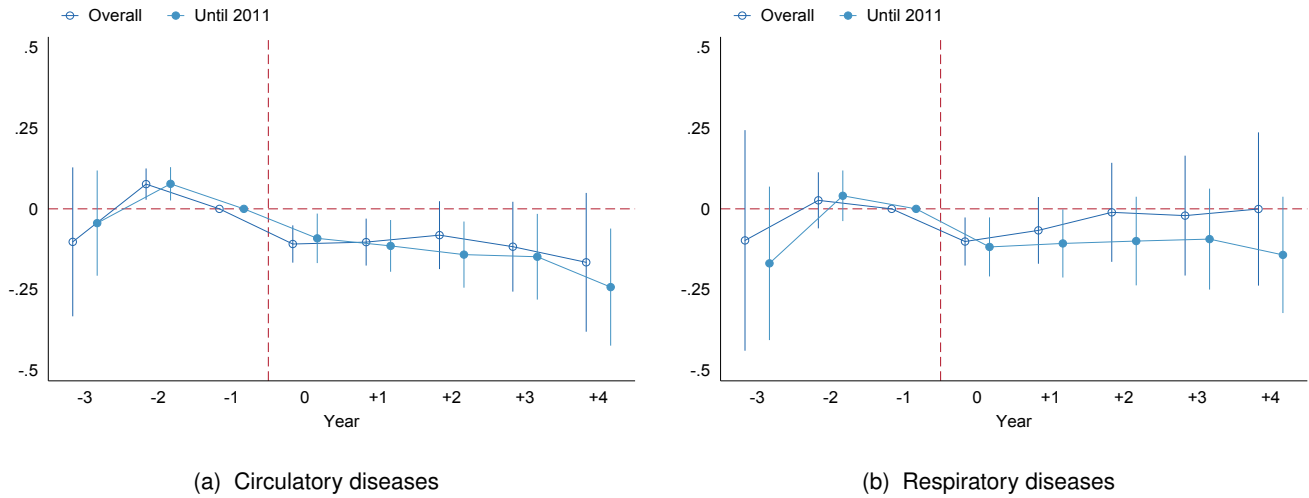 Overall Until 2011
.5
.25
0
-.25
-.5
-3 -2 -1 0 +1 +2 +3 +4
Year
(a) Circulatory diseases
Overall Until 2011
.5
.25
0
-.25
-.5
-3 -2 -1 0 +1 +2 +3 +4
Year
(b) Respiratory diseases